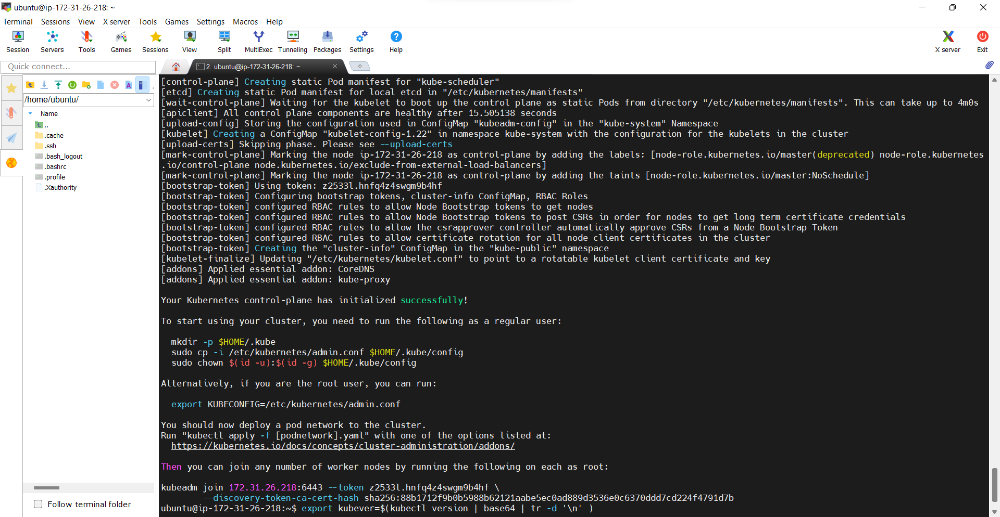 ubuntu@ip-172-31-26-218: ~
Terminal Sessions View X server Tools Games Settings Macros Help
Session Servers Tools Games Sessions View Split MultiExec Tunneling Packages Settings Help X server Exit
Quick connect...
2. ubuntu@ip-172-31-26-218: ~
/home/ubuntu/
Name
..
.cache
.ssh
.bash_logout
.bashrc
.profile
.Xauthority
Follow terminal folder
[control-plane] Creating static Pod manifest for "kube-scheduler"
[etcd] Creating static Pod manifest for local etcd in "/etc/kubernetes/manifests"
[wait-control-plane] Waiting for the kubelet to boot up the control plane as static Pods from directory "/etc/kubernetes/manifests". This can take up to 4m0s
[apiclient] All control plane components are healthy after 15.505138 seconds
[upload-config] Storing the configuration used in ConfigMap "kubeadm-config" in the "kube-system" Namespace
[kubelet] Creating a ConfigMap "kubelet-config-1.22" in namespace kube-system with the configuration for the kubelets in the cluster
[upload-certs] Skipping phase. Please see --upload-certs
[mark-control-plane] Marking the node ip-172-31-26-218 as control-plane by adding the labels: [node-role.kubernetes.io/master(deprecated) node-role.kubernetes
.io/control-plane node.kubernetes.io/exclude-from-external-load-balancers]
[mark-control-plane] Marking the node ip-172-31-26-218 as control-plane by adding the taints [node-role.kubernetes.io/master:NoSchedule]
[bootstrap-token] Using token: z2533l.hnfq4z4swgm9b4hf
[bootstrap-token] Configuring bootstrap tokens, cluster-info ConfigMap, RBAC Roles
[bootstrap-token] configured RBAC rules to allow Node Bootstrap tokens to get nodes
[bootstrap-token] configured RBAC rules to allow Node Bootstrap tokens to post CSRs in order for nodes to get long term certificate credentials
[bootstrap-token] configured RBAC rules to allow the csrapprover controller automatically approve CSRs from a Node Bootstrap Token
[bootstrap-token] configured RBAC rules to allow certificate rotation for all node client certificates in the cluster
[bootstrap-token] Creating the "cluster-info" ConfigMap in the "kube-public" namespace
[kubelet-finalize] Updating "/etc/kubernetes/kubelet.conf" to point to a rotatable kubelet client certificate and key
[addons] Applied essential addon: CoreDNS
[addons] Applied essential addon: kube-proxy
Your Kubernetes control-plane has initialized successfully!
To start using your cluster, you need to run the following as a regular user:
mkdir -p $HOME/.kube
sudo cp -i /etc/kubernetes/admin.conf $HOME/.kube/config
sudo chown $(id -u):$(id -g) $HOME/.kube/config
Alternatively, if you are the root user, you can run:
export KUBECONFIG=/etc/kubernetes/admin.conf
You should now deploy a pod network to the cluster.
Run "kubectl apply -f [podnetwork].yaml" with one of the options listed at:
https://kubernetes.io/docs/concepts/cluster-administration/addons/
Then you can join any number of worker nodes by running the following on each as root:
kubeadm join 172.31.26.218:6443 --token z2533l.hnfq4z4swgm9b4hf \
--discovery-token-ca-cert-hash sha256:88b1712f9b0b5988b62121aabe5ec0ad889d3536e0c6370ddd7cd224f4791d7b
ubuntu@ip-172-31-26-218:~$ export kubever=$(kubectl version | base64 | tr -d '\n' )